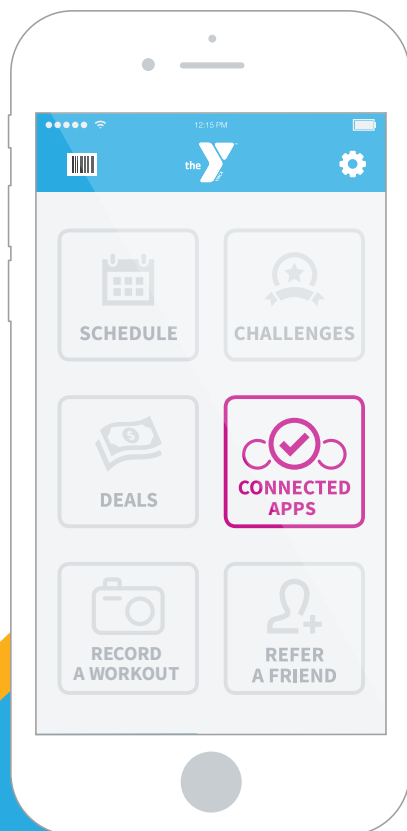 12:15 PM
the
SCHEDULE
CHALLENGES
DEALS
CONNECTED
APPS
RECORD
A WORKOUT
REFER
A FRIEND